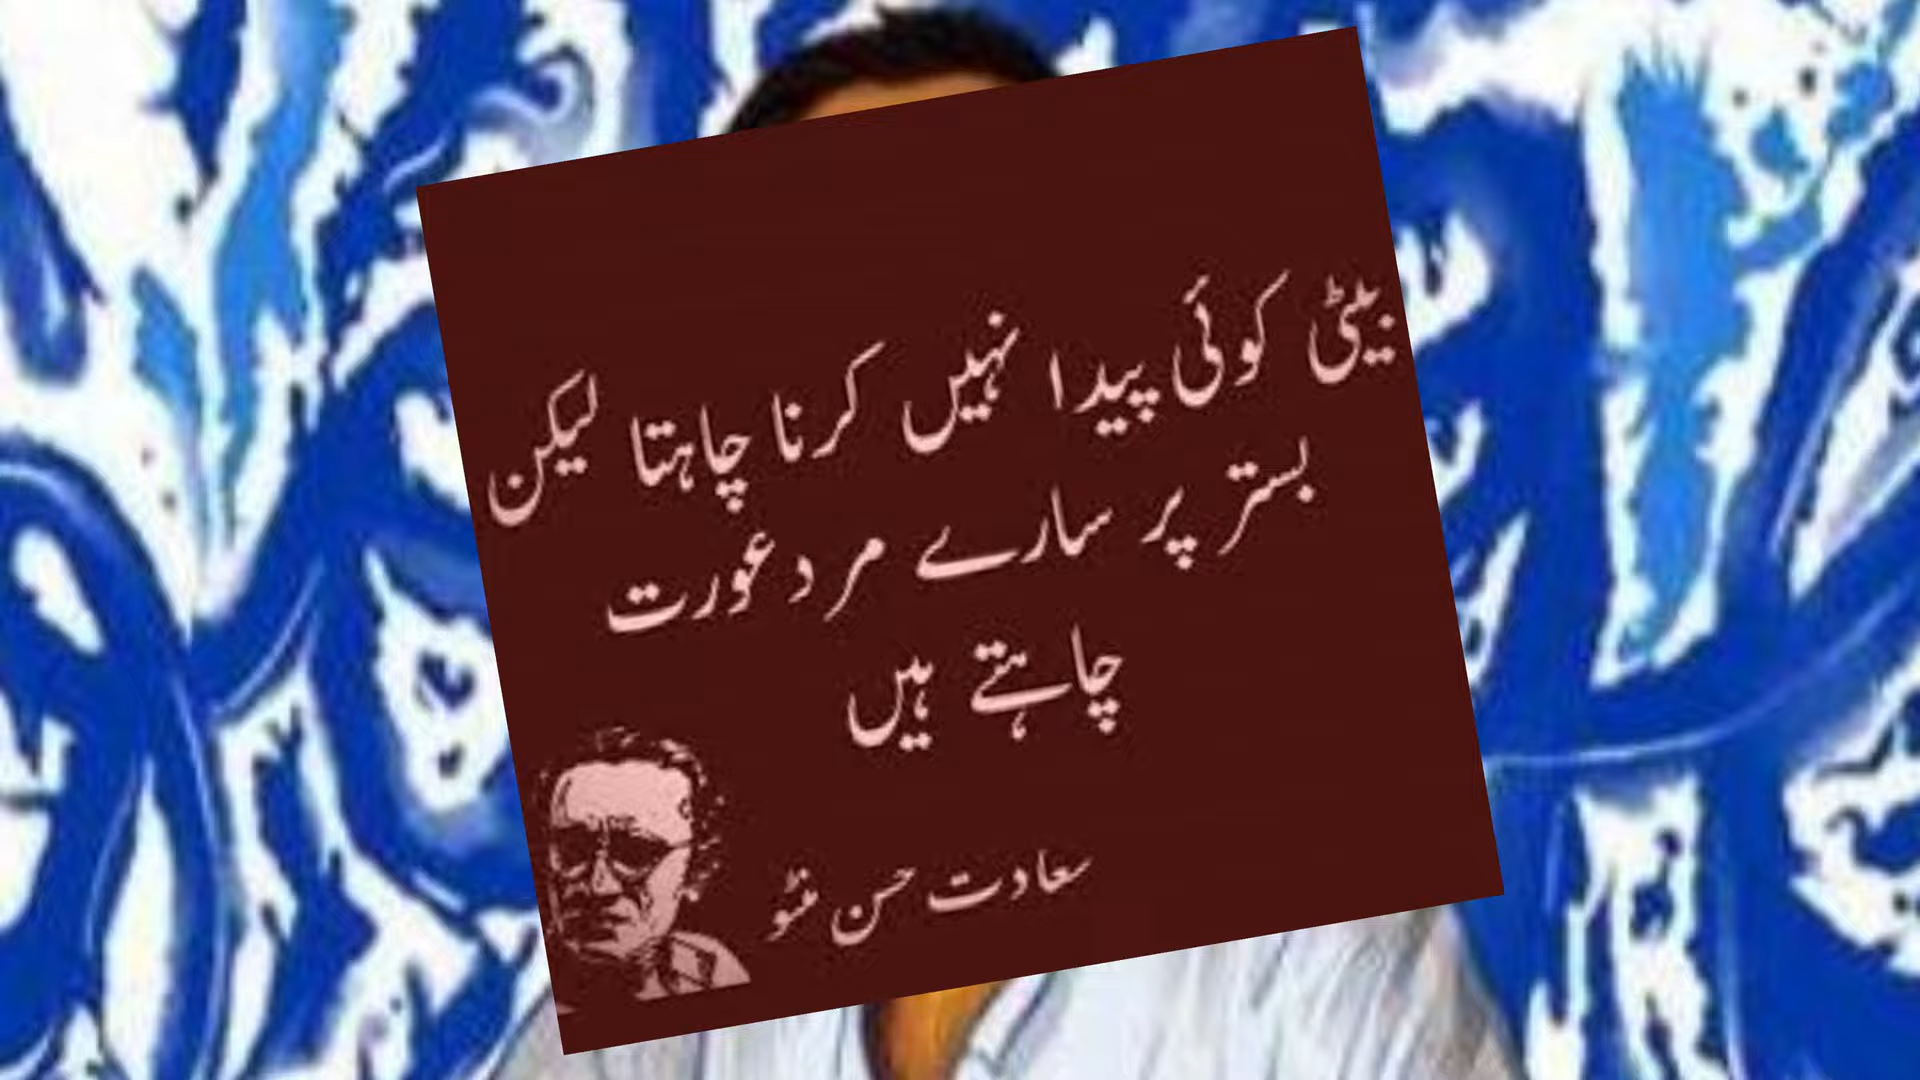 بیٹی کوئی پیدا نہیں کرنا چاہتا لیکن
بستر پر سارے مرد عورت
چاہتے ہیں
سعادت حسن منٹو